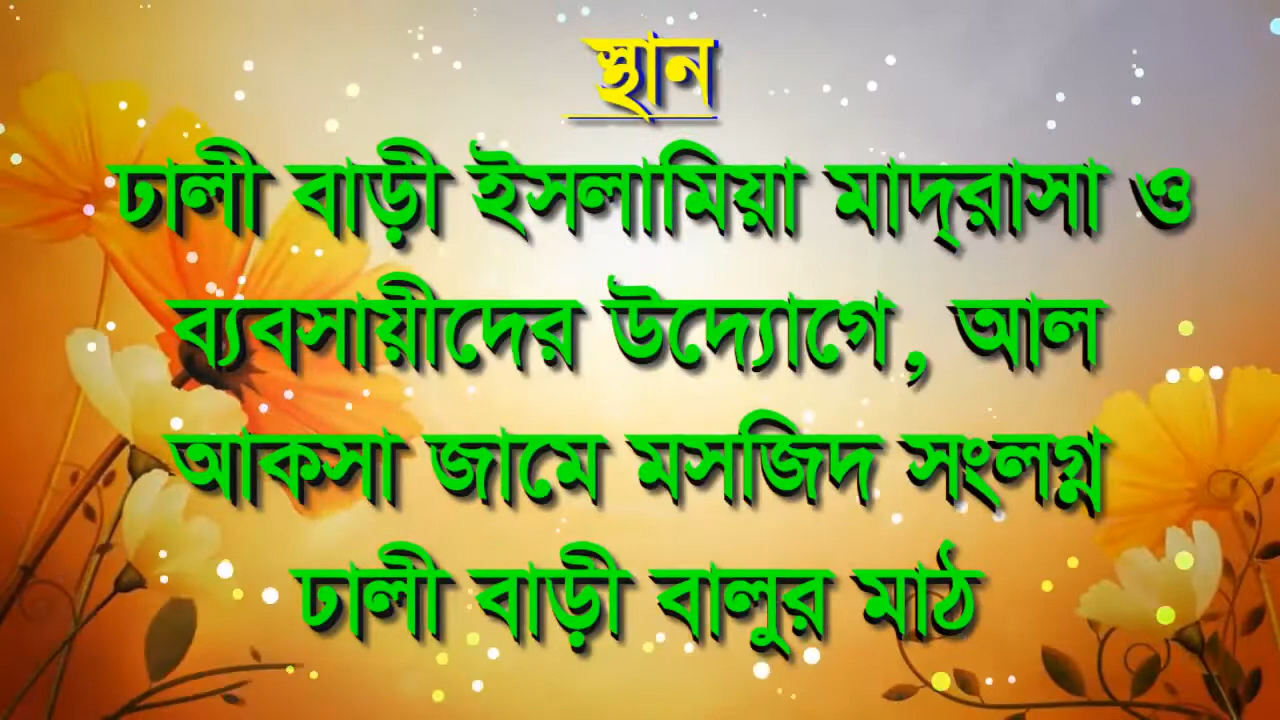 স্থান
ঢালী বাড়ী ইসলামিয়া মাদ্‌রাসা ও
ব্যবসায়ীদের উদ্যোগে, আল
আকসা জামে মসজিদ সংলগ্ন
ঢালী বাড়ী বালুর মাঠ